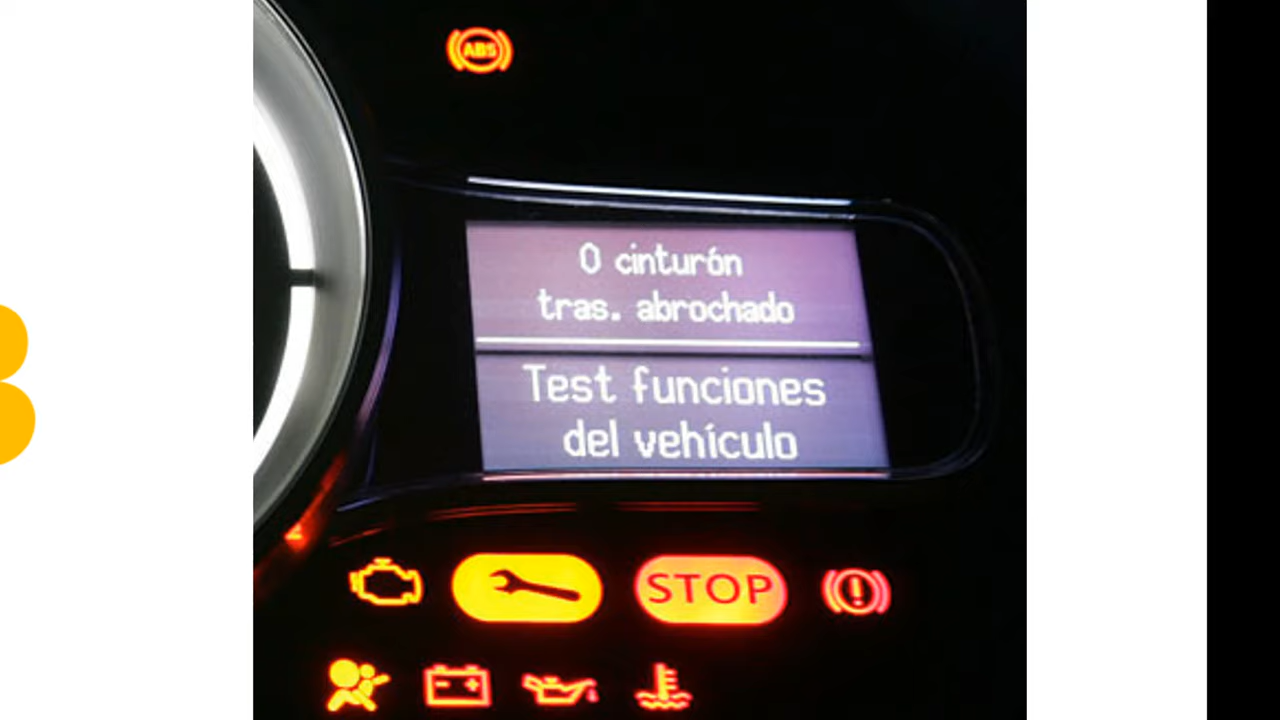 ABS
0 cinturón
tras. abrochado
Test funciones
del vehículo
STOP